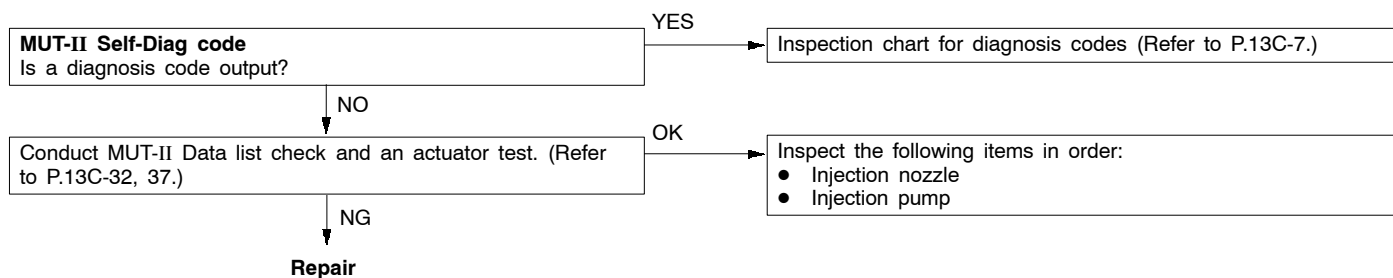 YES
MUT-II Self-Diag code
Is a diagnosis code output?
Inspection chart for diagnosis codes (Refer to P.13C-7.)
NO
OK
Conduct MUT-II Data list check and an actuator test. (Refer
to P.13C-32, 37.)
Inspect the following items in order:
● Injection nozzle
● Injection pump
NG
Repair